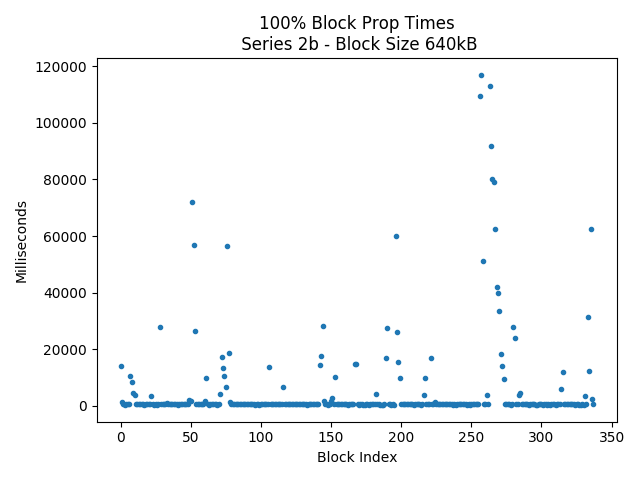 100% Block Prop Times
Series 2b - Block Size 640kB
120000
100000
80000
60000
40000
20000
0
Milliseconds
0 50 100 150 200 250 300 350
Block Index